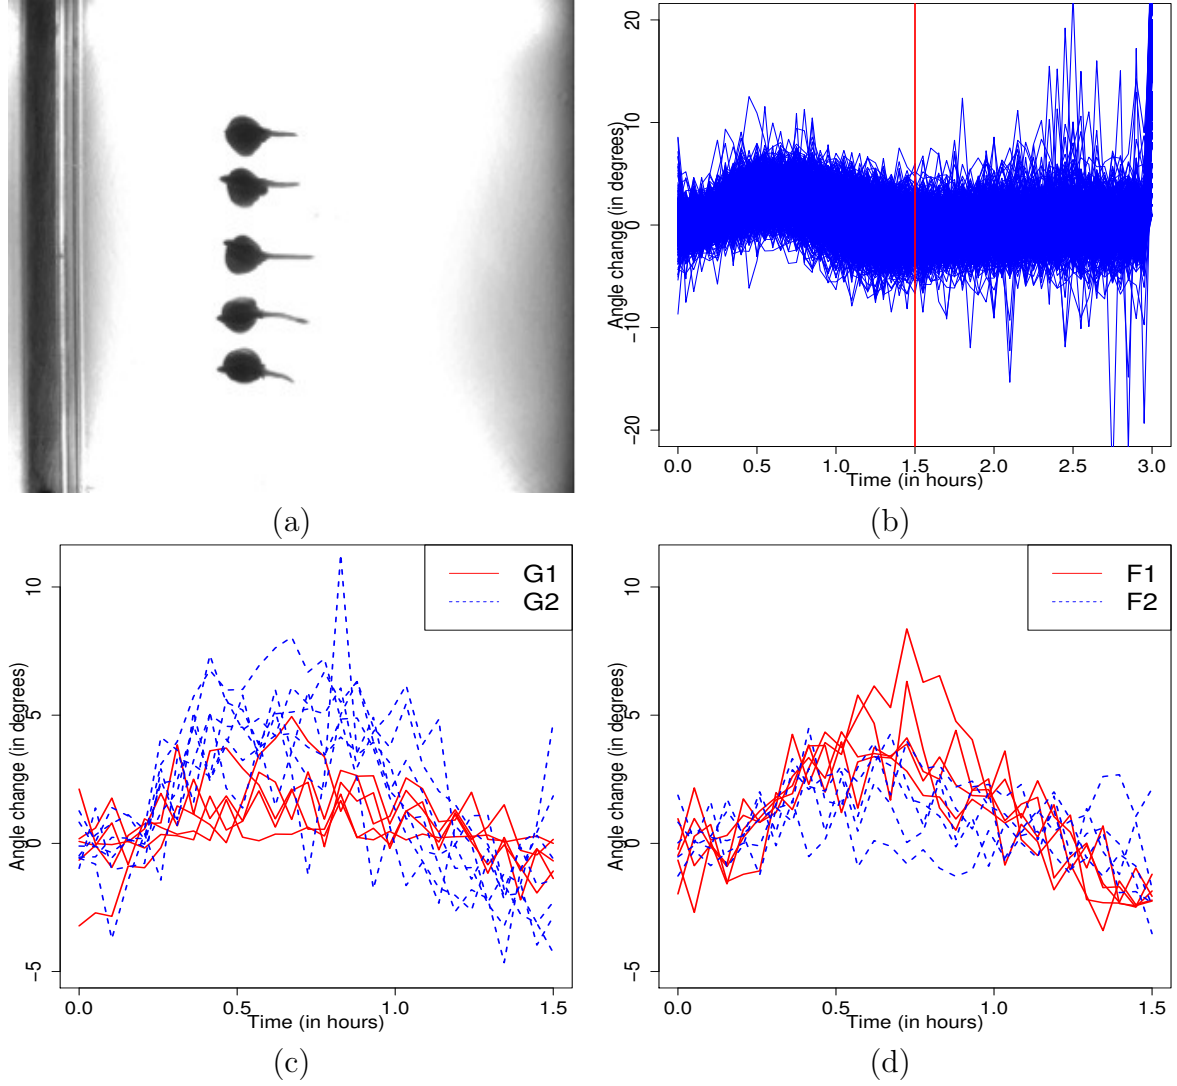 20
10
0
−10
−20
Angle change (in degrees)
0.0 0.5 1.0 1.5 2.0 2.5 3.0
Time (in hours)
(a)
(b)
G1
G2
10
5
0
−5
Angle change (in degrees)
0.0 0.5 1.0 1.5
Time (in hours)
(c)
F1
F2
10
5
0
−5
Angle change (in degrees)
0.0 0.5 1.0 1.5
Time (in hours)
(d)